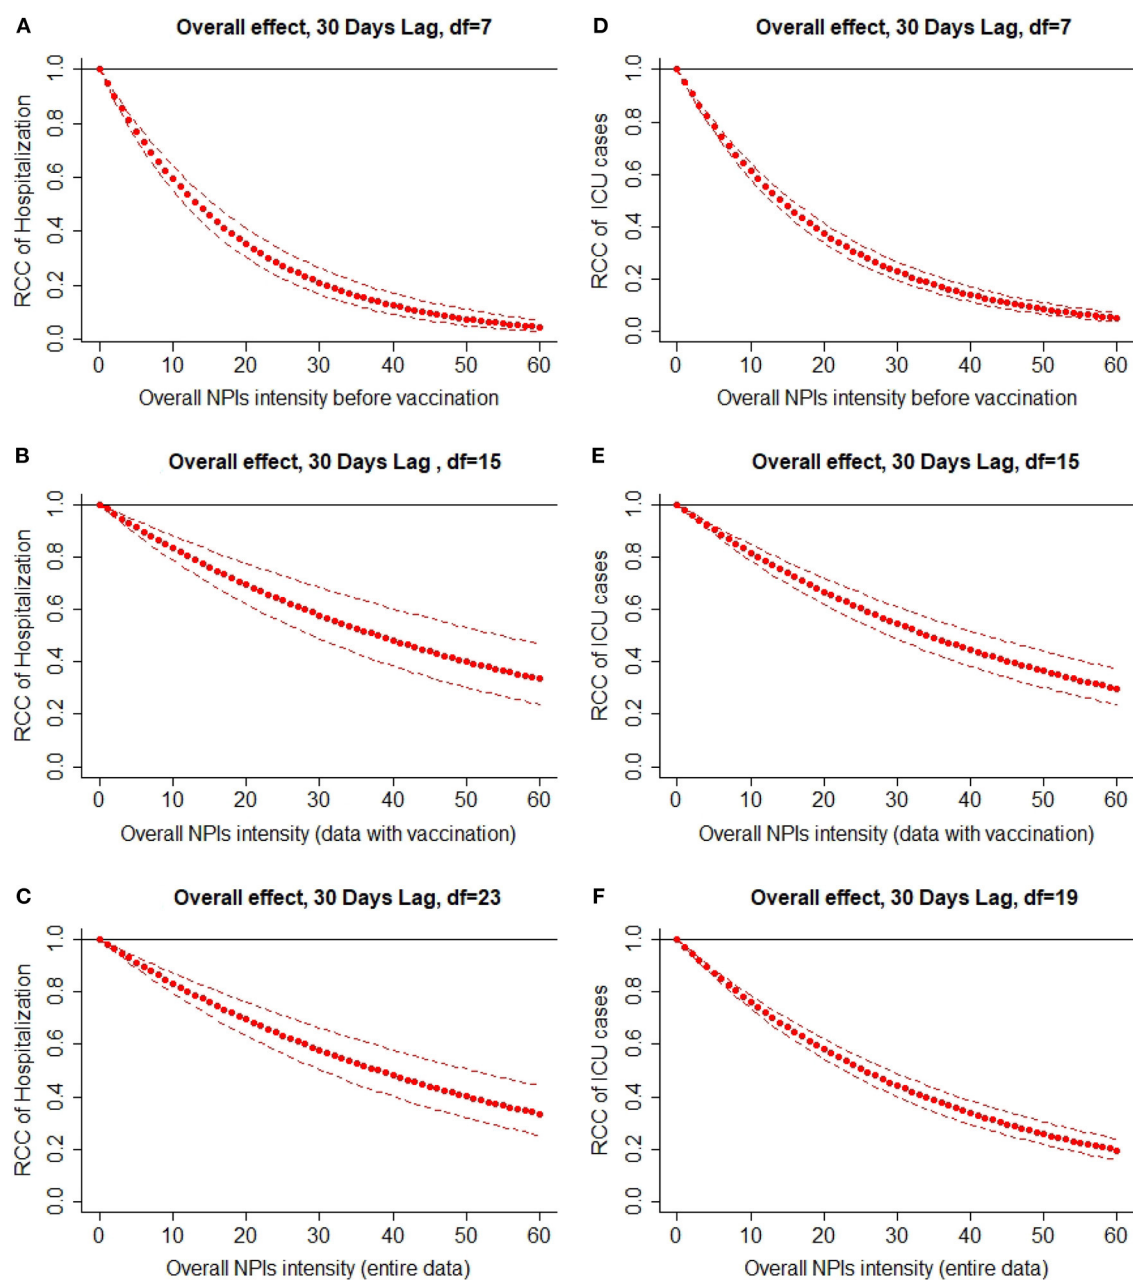 A
Overall effect, 30 Days Lag, df=7
RCC of Hospitalization
1.0
0.8
0.6
0.4
0.2
0.0
0 10 20 30 40 50 60
Overall NPIs intensity before vaccination
D
Overall effect, 30 Days Lag, df=7
RCC of ICU cases
1.0
0.8
0.6
0.4
0.2
0.0
0 10 20 30 40 50 60
Overall NPIs intensity before vaccination
B
Overall effect, 30 Days Lag , df=15
RCC of Hospitalization
1.0
0.8
0.6
0.4
0.2
0.0
0 10 20 30 40 50 60
Overall NPIs intensity (data with vaccination)
E
Overall effect, 30 Days Lag, df=15
RCC of ICU cases
1.0
0.8
0.6
0.4
0.2
0.0
0 10 20 30 40 50 60
Overall NPIs intensity (data with vaccination)
C
Overall effect, 30 Days Lag, df=23
RCC of Hospitalization
1.0
0.8
0.6
0.4
0.2
0.0
0 10 20 30 40 50 60
Overall NPIs intensity (entire data)
F
Overall effect, 30 Days Lag, df=19
RCC of ICU cases
1.0
0.8
0.6
0.4
0.2
0.0
0 10 20 30 40 50 60
Overall NPIs intensity (entire data)